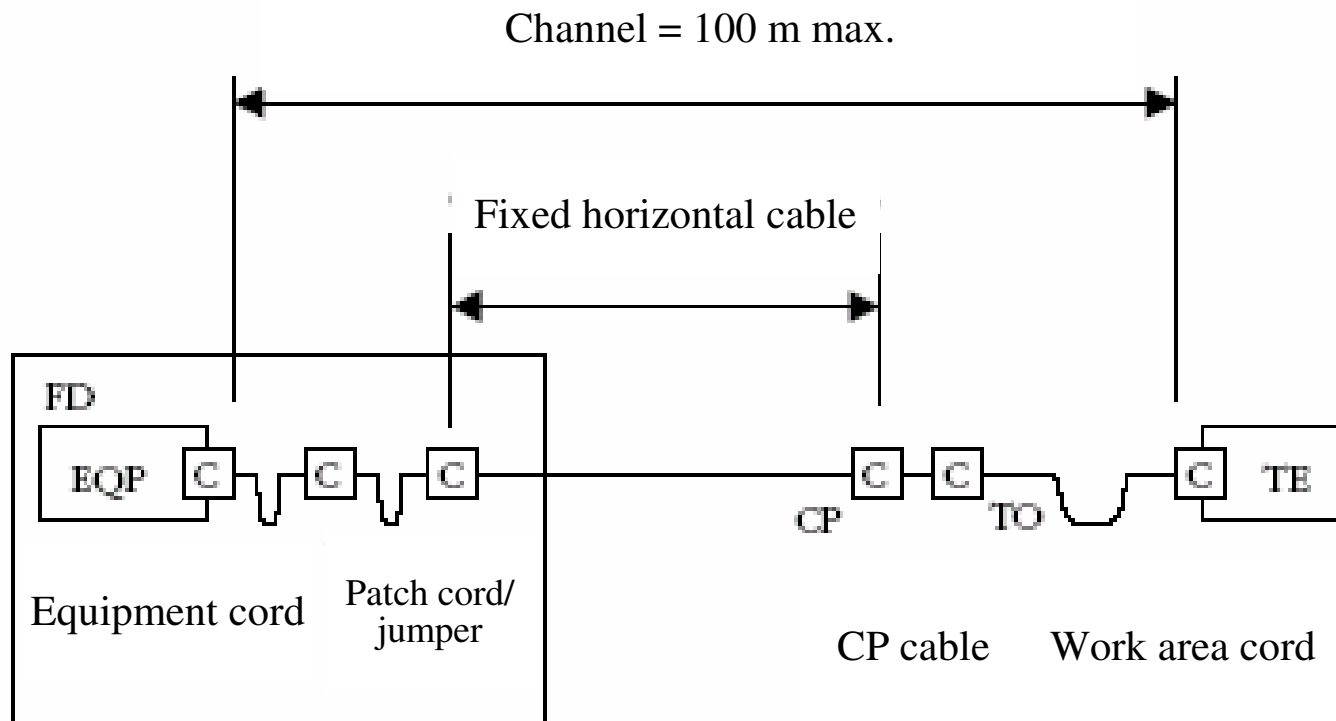 Channel = 100 m max.
Fixed horizontal cable
FD
EQP
C
C
C
C
C
C
TE
CP
TO
Equipment cord
Patch cord/
jumper
CP cable
Work area cord